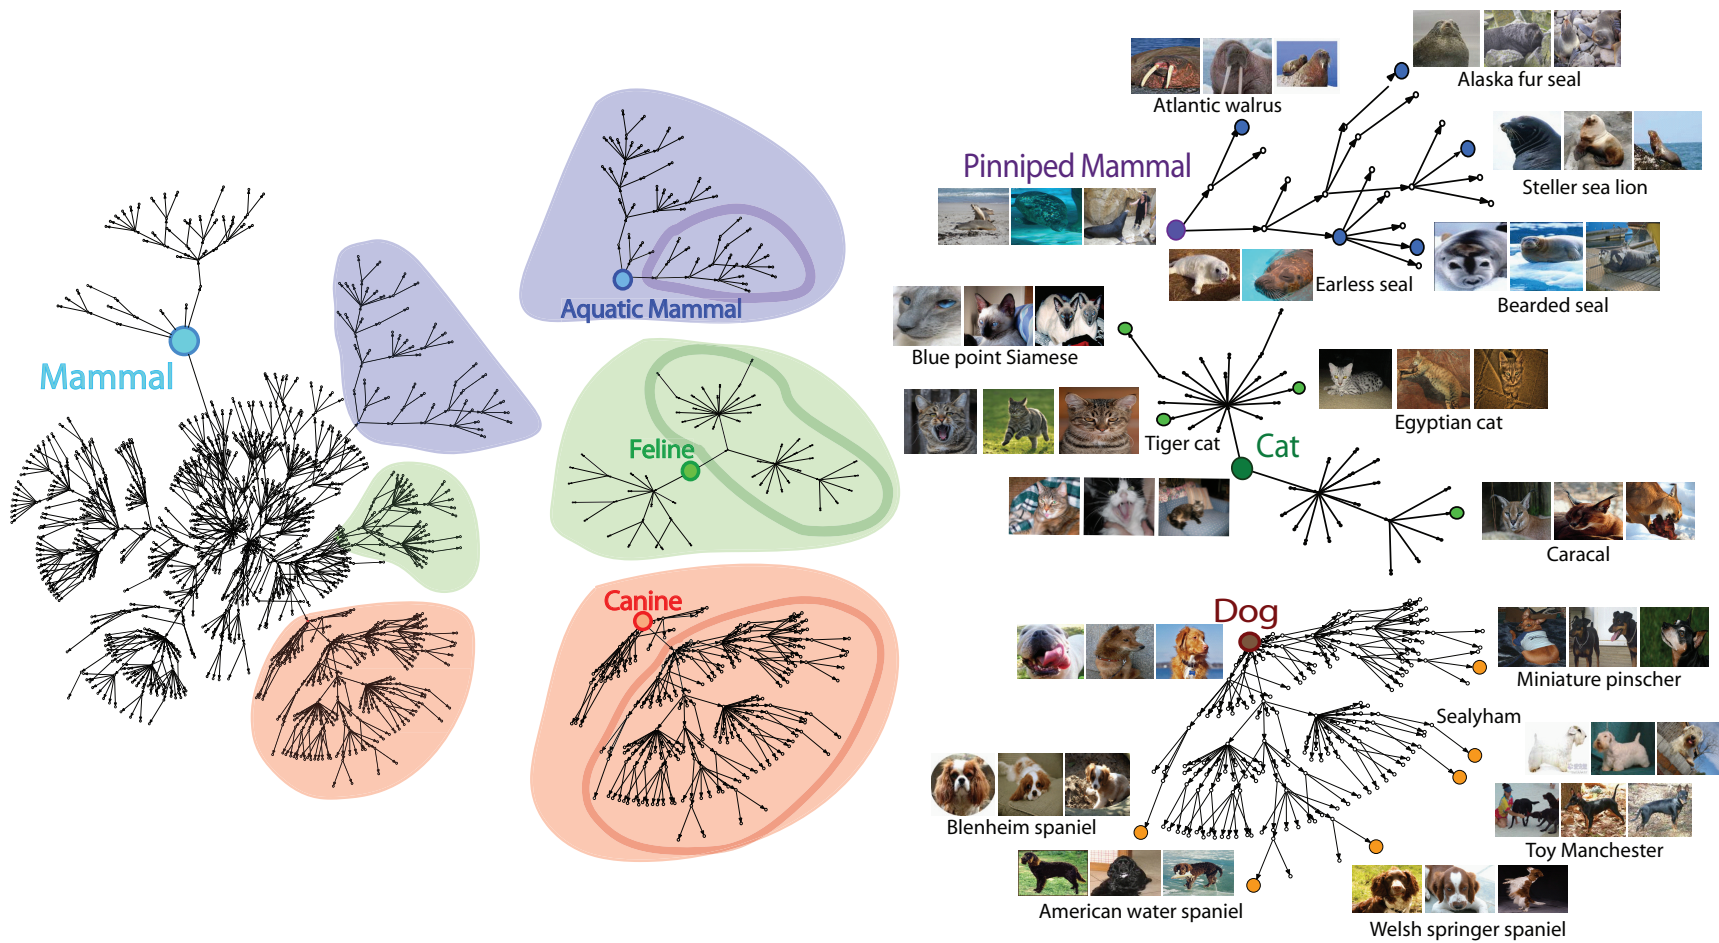 Mammal
Aquatic Mammal
Feline
Canine
Atlantic walrus
Alaska fur seal
Pinniped Mammal
Steller sea lion
Earless seal
Bearded seal
Blue point Siamese
Egyptian cat
Tiger cat
Cat
Caracal
Dog
Miniature pinscher
Sealyham
Blenheim spaniel
Toy Manchester
American water spaniel
Welsh springer spaniel